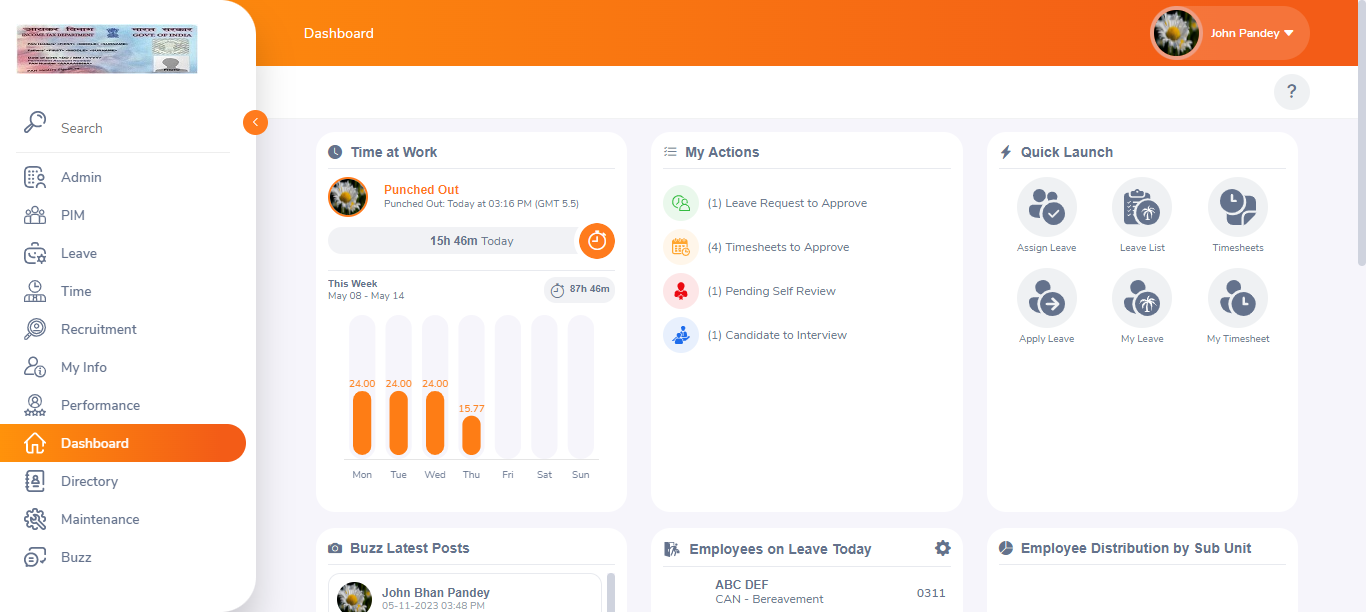 आयकर विभाग भारत सरकार
INCOME TAX DEPARTMENT GOVT OF INDIA
Dashboard
John Pandey
?
Search
Admin
PIM
Leave
Time
Recruitment
My Info
Performance
Dashboard
Directory
Maintenance
Buzz
Time at Work
Punched Out
Punched Out: Today at 03:16 PM (GMT 5.5)
15h 46m Today
This Week
May 08 - May 14
87h 46m
24.00 24.00 24.00 15.77
Mon Tue Wed Thu Fri Sat Sun
My Actions
(1) Leave Request to Approve
(4) Timesheets to Approve
(1) Pending Self Review
(1) Candidate to Interview
Quick Launch
Assign Leave Leave List Timesheets
Apply Leave My Leave My Timesheet
Buzz Latest Posts
John Bhan Pandey
05-11-2023 03:48 PM
Employees on Leave Today
ABC DEF
CAN - Bereavement
0311
Employee Distribution by Sub Unit